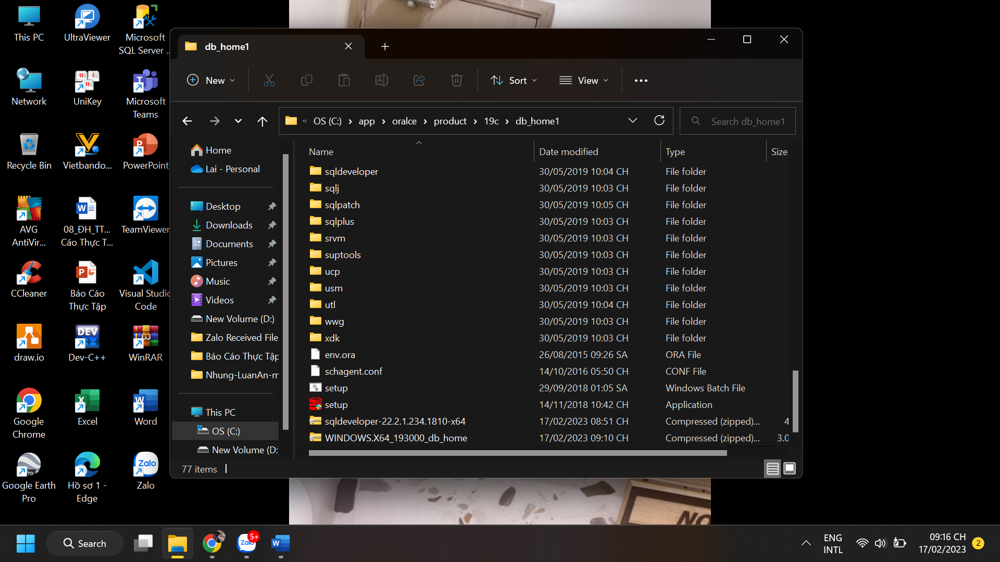 This PC
UltraViewer
Microsoft
SQL Server ...
Network
UniKey
Microsoft
Teams
Recycle Bin
Vietbando...
PowerPoint
AVG
AntiVir...
08_ĐH_TT...
Cáo Thực T...
TeamViewer
CCleaner
Báo Cáo
Thực Tập
Visual Studio
Code
draw.io
Dev-C++
WinRAR
Google
Chrome
Excel
Word
Google Earth
Pro
Hồ sơ 1 -
Edge
Zalo
db_home1
New
Sort
View
« OS (C:) > app > oralce > product > 19c > db_home1
Search db_home1
Home
Lai - Personal
Desktop
Downloads
Documents
Pictures
Music
Videos
New Volume (D:)
Zalo Received File
Báo Cáo Thực Tập
Nhung-LuanAn-m
This PC
OS (C:)
New Volume (D:
Name Date modified Type Size
sqldeveloper 30/05/2019 10:04 CH File folder
sqlj 30/05/2019 10:03 CH File folder
sqlpatch 30/05/2019 10:05 CH File folder
sqlplus 30/05/2019 10:03 CH File folder
srvm 30/05/2019 10:03 CH File folder
suptools 30/05/2019 10:03 CH File folder
ucp 30/05/2019 10:03 CH File folder
usm 30/05/2019 10:03 CH File folder
utl 30/05/2019 10:04 CH File folder
wwg 30/05/2019 10:03 CH File folder
xdk 30/05/2019 10:03 CH File folder
env.ora 26/08/2015 09:26 SA ORA File
schagent.conf 14/10/2016 05:50 CH CONF File
setup 29/09/2018 01:05 SA Windows Batch File
setup 14/11/2018 10:42 CH Application
sqldeveloper-22.2.1.234.1810-x64 17/02/2023 08:51 CH Compressed (zipped)... 4
WINDOWS.X64_193000_db_home 17/02/2023 09:10 CH Compressed (zipped)... 3.0
77 items
NO
Search
5+
Zalo
ENG
INTL
09:16 CH
17/02/2023
2